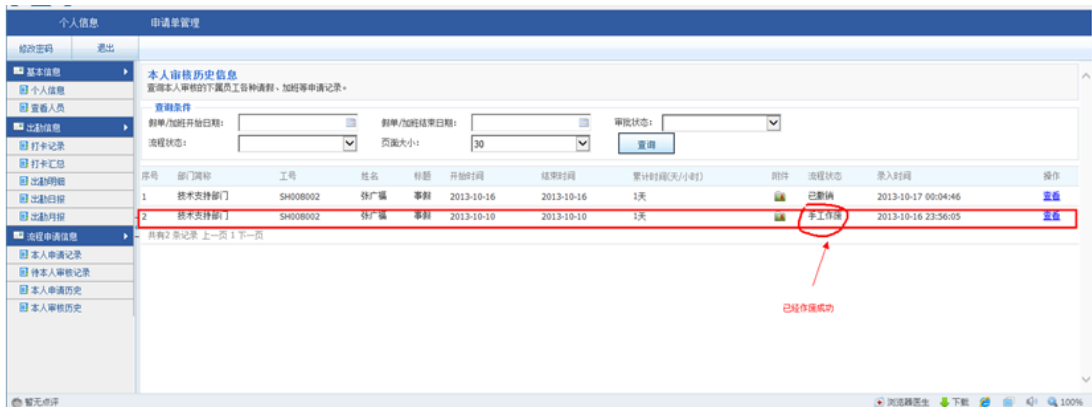 个人信息 申请单管理
修改密码 退出
基本信息
个人信息
查看人员
出勤信息
打卡记录
打卡汇总
出勤明细
出勤日报
出勤月报
流程申请信息
本人申请记录
待本人审核记录
本人申请历史
本人审核历史
本人审核历史信息
查询本人审核的下属员工各种请假、加班等申请记录。
查询条件
假单/加班开始日期: 假单/加班结束日期: 审批状态:
流程状态: 页面大小: 30 查询
序号 部门简称 工号 姓名 标题 开始时间 结束时间 累计时间(天/小时) 附件 流程状态 录入时间 操作
1 技术支持部门 SH008002 张广福 事假 2013-10-16 2013-10-16 1天 已撤销 2013-10-17 00:04:46 查看
2 技术支持部门 SH008002 张广福 事假 2013-10-10 2013-10-10 1天 手工作废 2013-10-16 23:56:05 查看
共有2 条记录 上一页 1 下一页
已经作废成功
暂无点评 浏览器医生 下载 100%